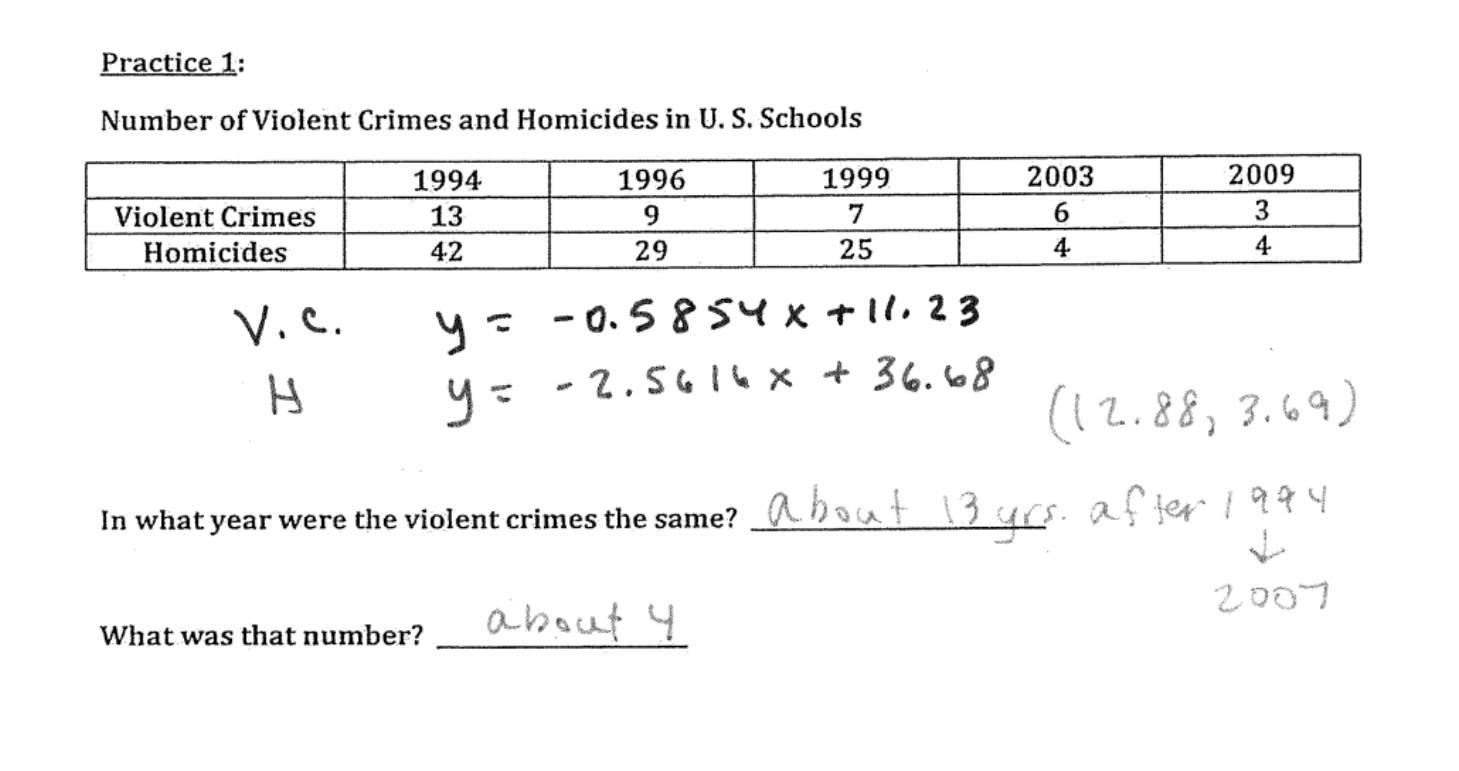 Practice 1:
Number of Violent Crimes and Homicides in U. S. Schools
1994 1996 1999 2003 2009
Violent Crimes 13 9 7 6 3
Homicides 42 29 25 4 4
V.C. y = -0.5854x + 11.23
H y = -2.5616x + 36.68
(12.88, 3.69)
In what year were the violent crimes the same? about 13 yrs. after 1994
↓
2007
What was that number? about 4